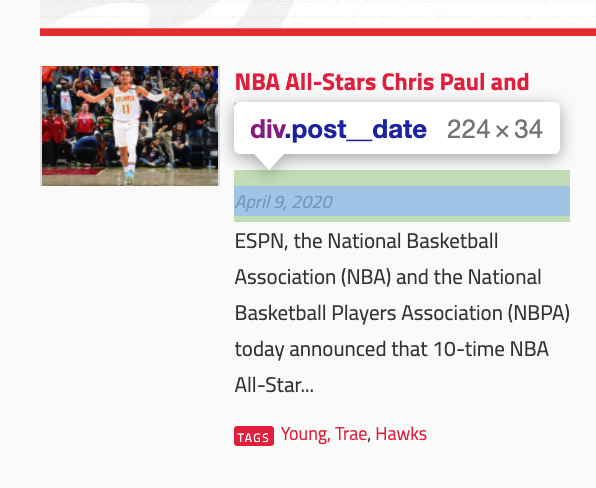 NBA All-Stars Chris Paul and
div.post__date 224 × 34
April 9, 2020
ESPN, the National Basketball
Association (NBA) and the National
Basketball Players Association (NBPA)
today announced that 10-time NBA
All-Star...
TAGS Young, Trae, Hawks
ATLANTA
11